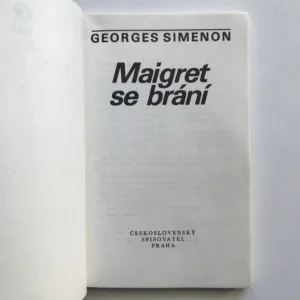 GEORGES SIMENON
Maigret
se brání
ČESKOSLOVENSKÝ
SPISOVATEL
PRAHA